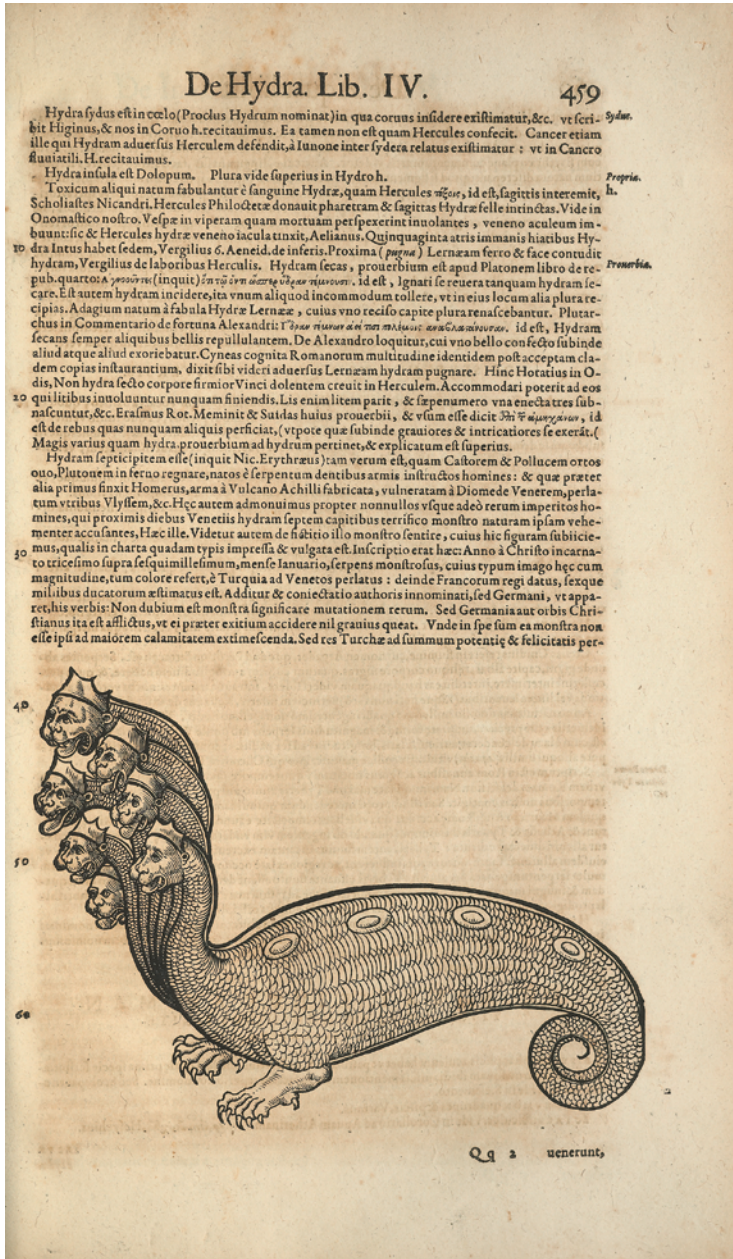 De Hydra. Lib. IV. 459
Hydra sydus est in cœlo (Proclus Hydrum nominat) in qua coruus insidere existimatur, &c. vt scri- Sydus.
bit Higinus, & nos in Coruo h. recitauimus. Ea tamen non est quam Hercules confecit. Cancer etiam
ille qui Hydram aduersus Herculem defendit, à Iunone inter sydera relatus existimatur : vt in Cancro
fluuiatili. H. recitauimus.
Hydra insula est Dolopum. Plura vide superius in Hydro h. Propria.
Toxicum aliqui natum fabulantur è sanguine Hydræ, quam Hercules id est, sagittis interemit, h.
Scholiastes Nicandri. Hercules Philoctetæ donauit pharetram & sagittas Hydræ felle intinctas. Vide in
Onomastico nostro. Vespæ in viperam quam mortuam perspexerint inuolantes , veneno aculeum im-
buunt: sic & Hercules hydræ veneno iacula tinxit, Aelianus. Quinquaginta atris immanis hiatibus Hy-
10 dra Intus habet sedem, Vergilius 6. Aeneid. de inferis. Proxima ( pugna ) Lernæam ferro & face contudit
hydram, Vergilius de laboribus Herculis. Hydram secas, prouerbium est apud Platonem libro de re- Prouerbia.
pub. quarto: (inquit) ὅτι τῷ ὄντι ὥσπερ ὕδραν τέμνουσι. id est , Ignari se reuera tanquam hydram se-
care. Est autem hydram incidere, ita vnum aliquod incommodum tollere, vt in eius locum alia plura re-
cipias. Adagium natum à fabula Hydræ Lernææ , cuius vno reciso capite plura renascebantur. Plutar-
chus in Commentario de fortuna Alexandri: id est, Hydram
secans semper aliquibus bellis repullulantem. De Alexandro loquitur, cui vno bello confecto subinde
aliud atque aliud exoriebatur. Cyneas cognita Romanorum multitudine identidem post acceptam cla-
dem copias instaurantium, dixit sibi videri aduersus Lernæam hydram pugnare. Hinc Horatius in O-
dis, Non hydra secto corpore firmior Vinci dolentem creuit in Herculem. Accommodari poterit ad eos
20 qui litibus inuoluuntur nunquam finiendis. Lis enim litem parit , & sæpenumero vna enecta tres sub-
nascuntur, &c. Erasmus Rot. Meminit & Suidas huius prouerbii, & vsum esse dicit id
est de rebus quas nunquam aliquis perficiat, (vtpote quæ subinde grauiores & intricatiores se exerāt.(
Magis varius quam hydra. prouerbium ad hydrum pertinet, & explicatum est superius.
Hydram septicipitem esse (inquit Nic. Erythræus) tam verum est, quam Castorem & Pollucem ortos
ouo, Plutonem in ferno regnare, natos è serpentum dentibus armis instructos homines : & quæ præter
alia primus finxit Homerus, arma à Vulcano Achilli fabricata, vulneratam à Diomede Venerem, perla-
tum vtribus Vlyssem, &c. Hęc autem admonuimus propter nonnullos vsque adeò rerum imperitos ho-
mines, qui proximis diebus Venetiis hydram septem capitibus terrifico monstro naturam ipsam vehe-
menter accusantes, Hæc ille. Videtur autem de fictitio illo monstro sentire, cuius hic figuram subiicie-
30 mus, qualis in charta quadam typis impressa & vulgata est. Inscriptio erat hæc: Anno à Christo incarna-
to tricesimo supra sesquimillesimum, mense Ianuario, serpens monstrosus, cuius typum imago hęc cum
magnitudine, tum colore refert, è Turquia ad Venetos perlatus : deinde Francorum regi datus, sexque
millibus ducatorum æstimatus est. Additur & coniectatio authoris innominati, sed Germani, vt appa-
ret, his verbis: Non dubium est monstra significare mutationem rerum. Sed Germania aut orbis Chri-
stianus ita est afflictus, vt ei præter exitium accidere nil grauius queat. Vnde in spe sum ea monstra non
esse ipsi ad maiorem calamitatem extimescenda. Sed res Turchæ ad summum potentię & felicitatis per-
40
50
60
Qq 2 uenerunt,